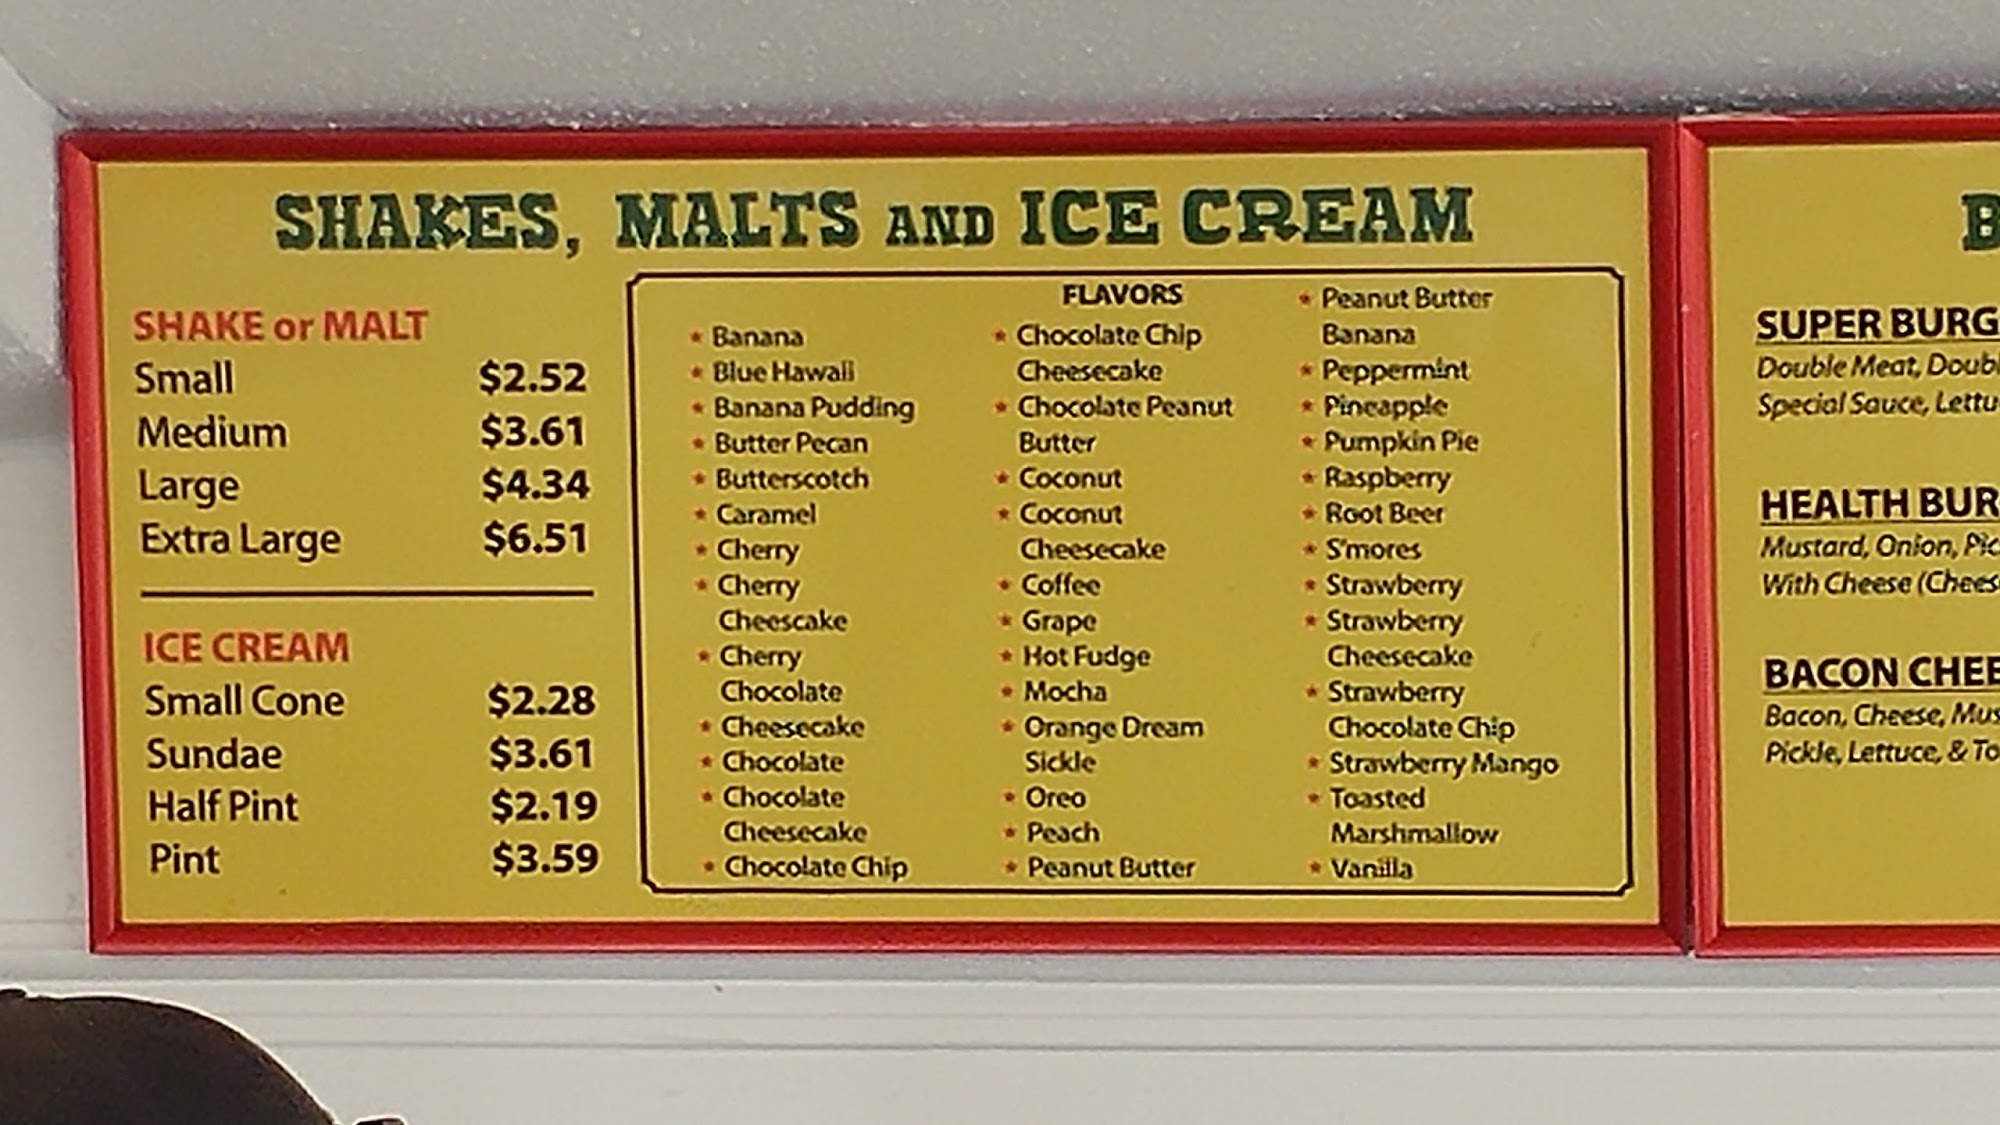 SHAKES, MALTS AND ICE CREAM
SHAKE or MALT
Small $2.52
Medium $3.61
Large $4.34
Extra Large $6.51
ICE CREAM
Small Cone $2.28
Sundae $3.61
Half Pint $2.19
Pint $3.59
FLAVORS
* Banana
* Blue Hawaii
* Banana Pudding
* Butter Pecan
* Butterscotch
* Caramel
* Cherry
* Cherry
Cheescake
* Cherry
Chocolate
* Cheesecake
* Chocolate
* Chocolate
Cheesecake
* Chocolate Chip
* Chocolate Chip
Cheesecake
* Chocolate Peanut
Butter
* Coconut
* Coconut
Cheesecake
* Coffee
* Grape
* Hot Fudge
* Mocha
* Orange Dream
Sickle
* Oreo
* Peach
* Peanut Butter
* Peanut Butter
Banana
* Peppermint
* Pineapple
* Pumpkin Pie
* Raspberry
* Root Beer
* S'mores
* Strawberry
* Strawberry
Cheesecake
* Strawberry
Chocolate Chip
* Strawberry Mango
* Toasted
Marshmallow
* Vanilla
B
SUPER BURG
Double Meat, Doubl
Special Sauce, Lettu
HEALTH BUR
Mustard, Onion, Pic
With Cheese (Chees
BACON CHEE
Bacon, Cheese, Mus
Pickle, Lettuce, & To